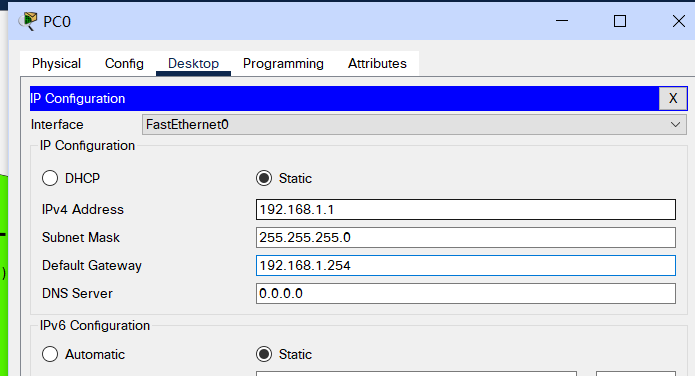 PC0
Physical Config Desktop Programming Attributes
IP Configuration X
Interface FastEthernet0
IP Configuration
DHCP Static
IPv4 Address 192.168.1.1
Subnet Mask 255.255.255.0
Default Gateway 192.168.1.254
DNS Server 0.0.0.0
IPv6 Configuration
Automatic Static
)